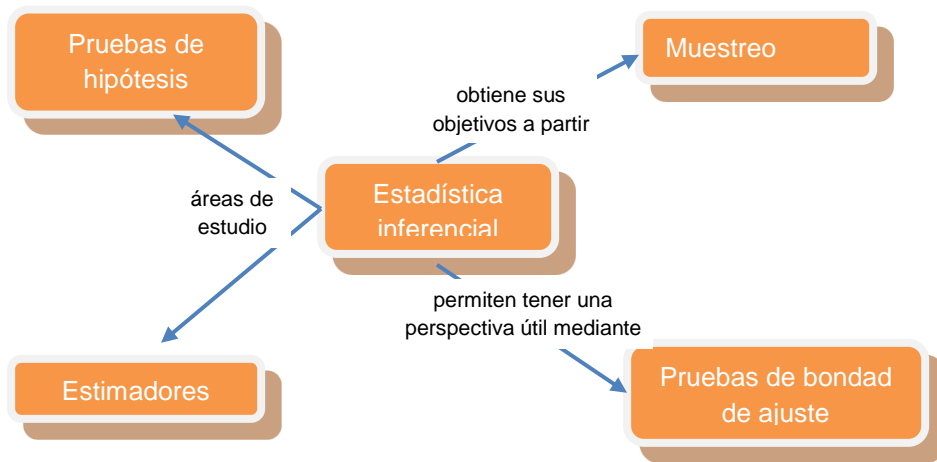 Pruebas de
hipótesis
Muestreo
obtiene sus
objetivos a partir
áreas de
estudio
Estadística
inferencial
permiten tener una
perspectiva útil mediante
Estimadores
Pruebas de bondad
de ajuste